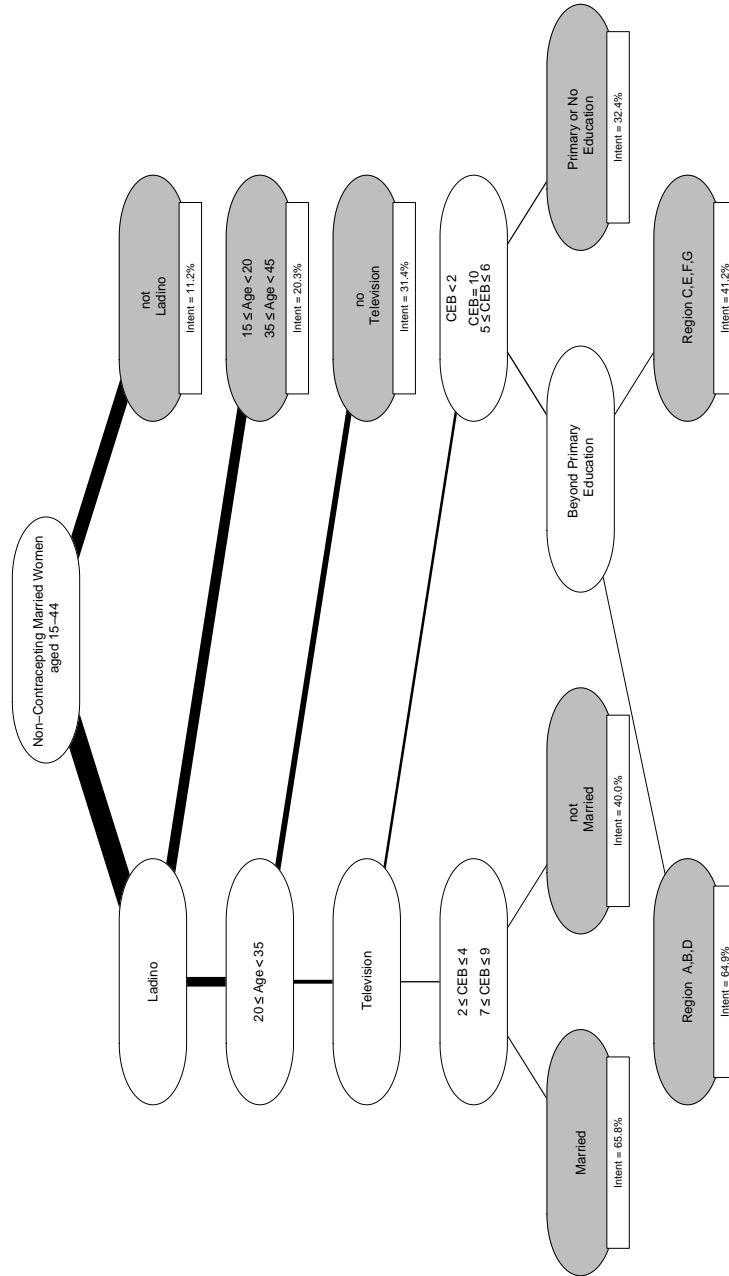 Non−Contracepting Married Women
aged 15−44
Ladino
not
Ladino
Intent = 11.2%
20 ≤ Age < 35
15 ≤ Age < 20
35 ≤ Age < 45
Intent = 20.3%
Television
no
Television
Intent = 31.4%
2 ≤ CEB ≤ 4
7 ≤ CEB ≤ 9
CEB < 2
CEB = 10
5 ≤ CEB ≤ 6
Married
Intent = 65.8%
not
Married
Intent = 40.0%
Beyond Primary
Education
Primary or No
Education
Intent = 32.4%
Region A,B,D
Intent = 64.9%
Region C,E,F,G
Intent = 41.2%